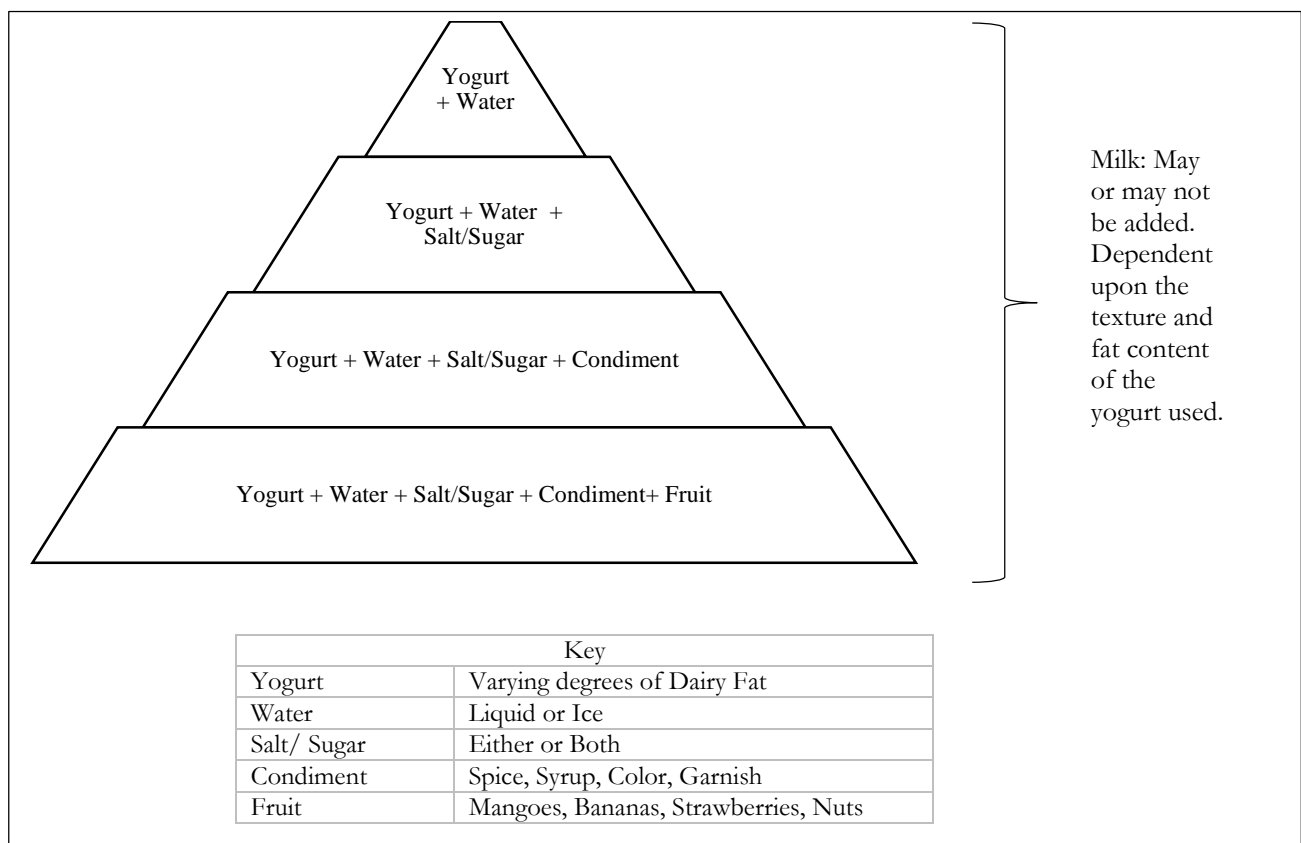 Yogurt
+ Water
Yogurt + Water +
Salt/Sugar
Yogurt + Water + Salt/Sugar + Condiment
Yogurt + Water + Salt/Sugar + Condiment+ Fruit
Milk: May
or may not
be added.
Dependent
upon the
texture and
fat content
of the
yogurt used.
Key
Yogurt Varying degrees of Dairy Fat
Water Liquid or Ice
Salt/ Sugar Either or Both
Condiment Spice, Syrup, Color, Garnish
Fruit Mangoes, Bananas, Strawberries, Nuts